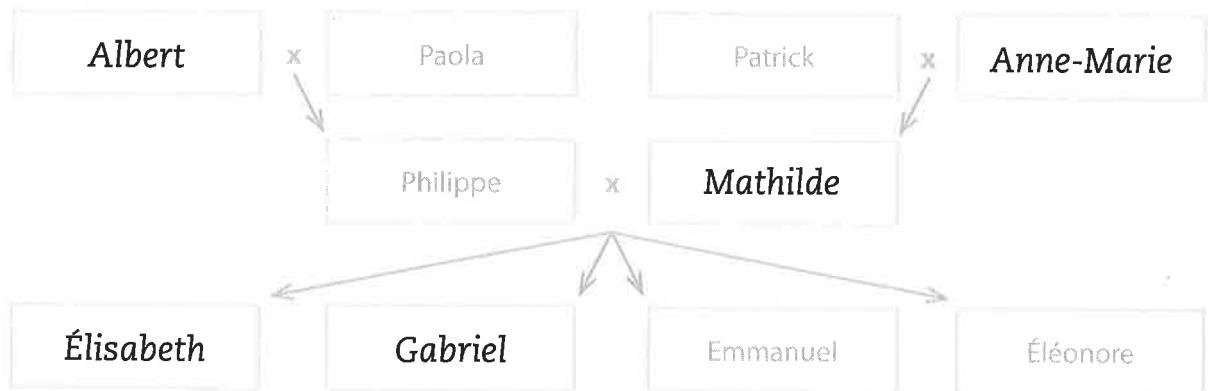 Albert x Paola Patrick x Anne-Marie
Philippe x Mathilde
Élisabeth Gabriel Emmanuel Éléonore